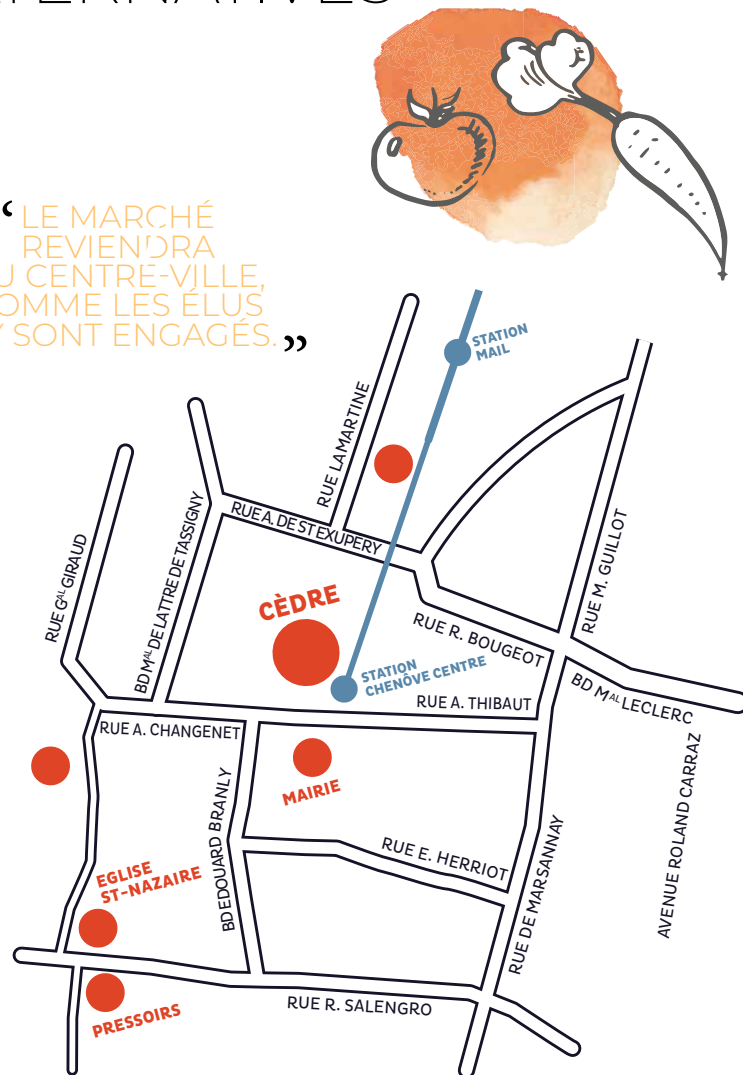 ‘ LE MARCHÉ
REVIENDRA
CENTRE-VILLE,
LES ÉLUS
SONT ENGAGÉS. ”
STATION
MAIL
RUE LAMARTINE
RUE A. DE ST EXUPERY
BD MAL DE LATTRE DE TASSIGNY
RUE GAL GIRAUD
RUE M. GUILLOT
CÈDRE
RUE R. BOUGEOT
STATION
CHENÔVE CENTRE
RUE A. THIBAUT
BD MAL LECLERC
RUE A. CHANGENET
MAIRIE
AVENUE ROLAND CARRAZ
BD EDOUARD BRANLY
RUE E. HERRIOT
EGLISE
ST-NAZAIRE
RUE DE MARSANNAY
PRESSOIRS
RUE R. SALENGRO